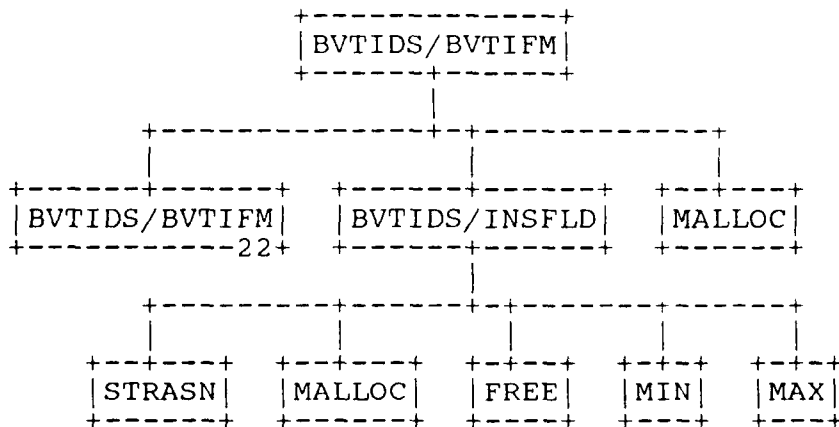 BVTIDS/BVTIFM
BVTIDS/BVTIFM BVTIDS/INSFLD MALLOC
22
STRASN MALLOC FREE MIN MAX